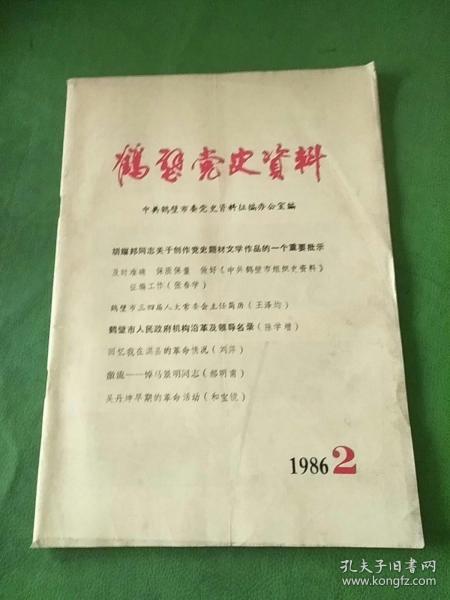 鹤壁党史资料
中共鹤壁市委党史资料征编办公室编
胡耀邦同志关于创作党史题材文学作品的一个重要批示
及时准确 保质保量 做好《中共鹤壁市组织史资料》
征编工作(张春学)
鹤壁市三四届人大常委会主任简历(王泽均)
鹤壁市人民政府机构沿革及领导名录(陈学增)
回忆我在淇县的革命情况(刘萍)
激流——悼马景明同志(郝明甫)
吴丹坤早期的革命活动(和宝锐)
1986 2
孔夫子旧书网
www.kongfz.com